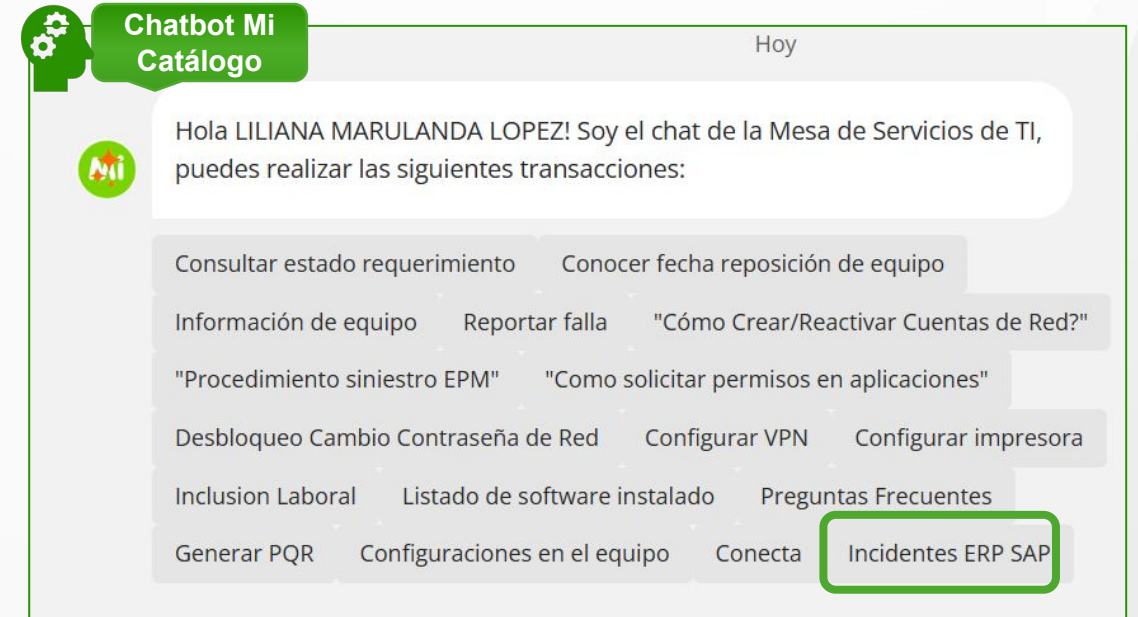 Chatbot Mi
Catálogo
Hoy
Hola LILIANA MARULANDA LOPEZ! Soy el chat de la Mesa de Servicios de TI,
puedes realizar las siguientes transacciones:
Mi
Consultar estado requerimiento Conocer fecha reposición de equipo
Información de equipo Reportar falla "Cómo Crear/Reactivar Cuentas de Red?"
"Procedimiento siniestro EPM" "Como solicitar permisos en aplicaciones"
Desbloqueo Cambio Contraseña de Red Configurar VPN Configurar impresora
Inclusion Laboral Listado de software instalado Preguntas Frecuentes
Generar PQR Configuraciones en el equipo Conecta Incidentes ERP SAP